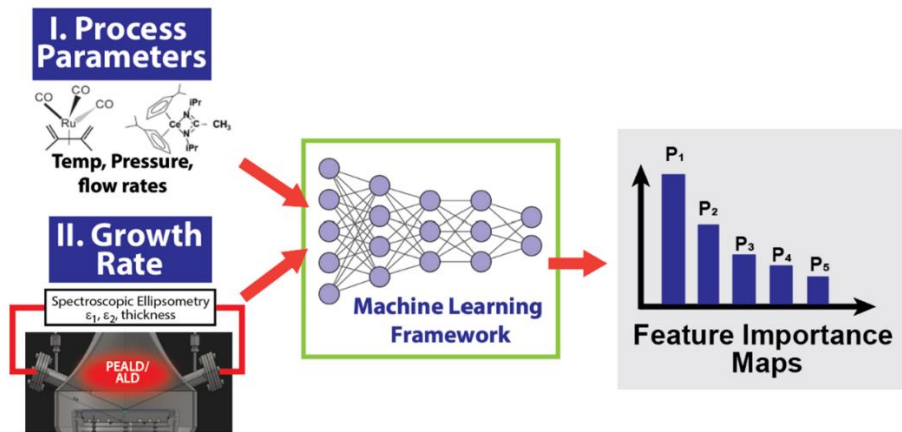 I. Process
Parameters
CO
CO
CO
Ru
iPr
N
Ce
C
CH₃
N
iPr
Temp, Pressure,
flow rates
II. Growth
Rate
Spectroscopic Ellipsometry
ε₁, ε₂, thickness
PEALD/
ALD
Machine Learning
Framework
P₁
P₂
P₃
P₄
P₅
Feature Importance
Maps